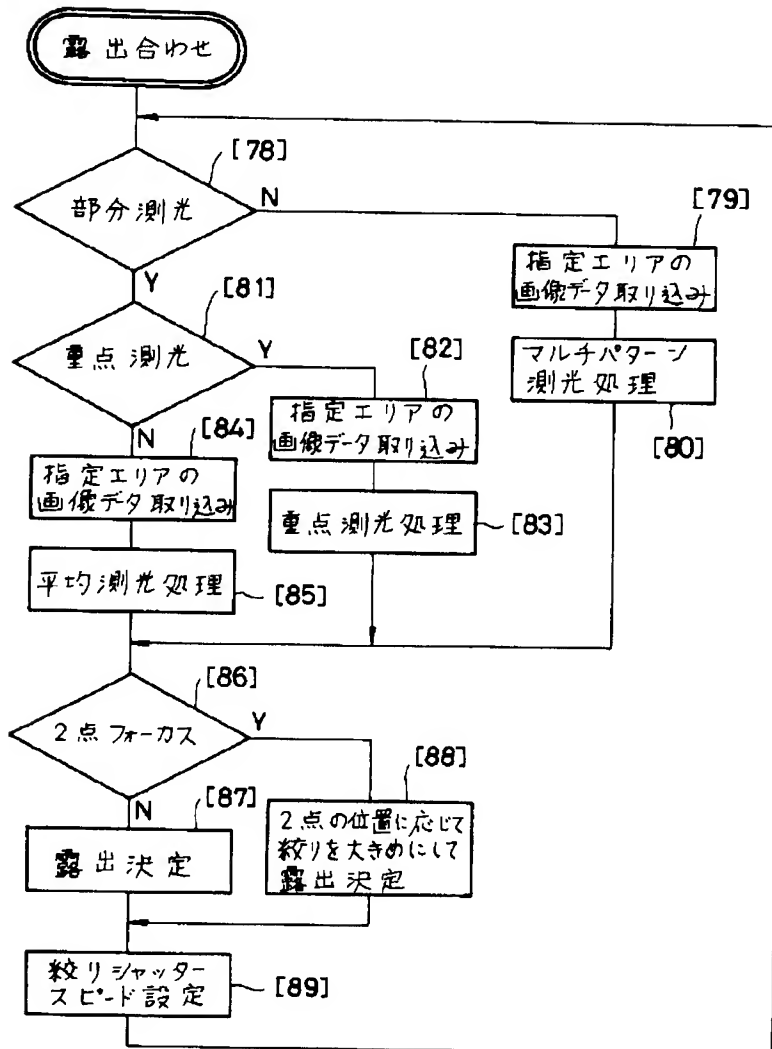 露出合わせ
[78]
部分測光
N
[79]
指定エリアの
画像データ取り込み
Y
[81]
重点測光
Y
[82]
マルチパターン
測光処理
[80]
N
[84]
指定エリアの
画像データ取り込み
指定エリアの
画像データ取り込み
重点測光処理
[83]
平均測光処理
[85]
[86]
2点フォーカス
Y
[88]
N
[87]
2点の位置に応じて
絞りを大きめにして
露出決定
露出決定
絞りシャッター
スピード設定
[89]